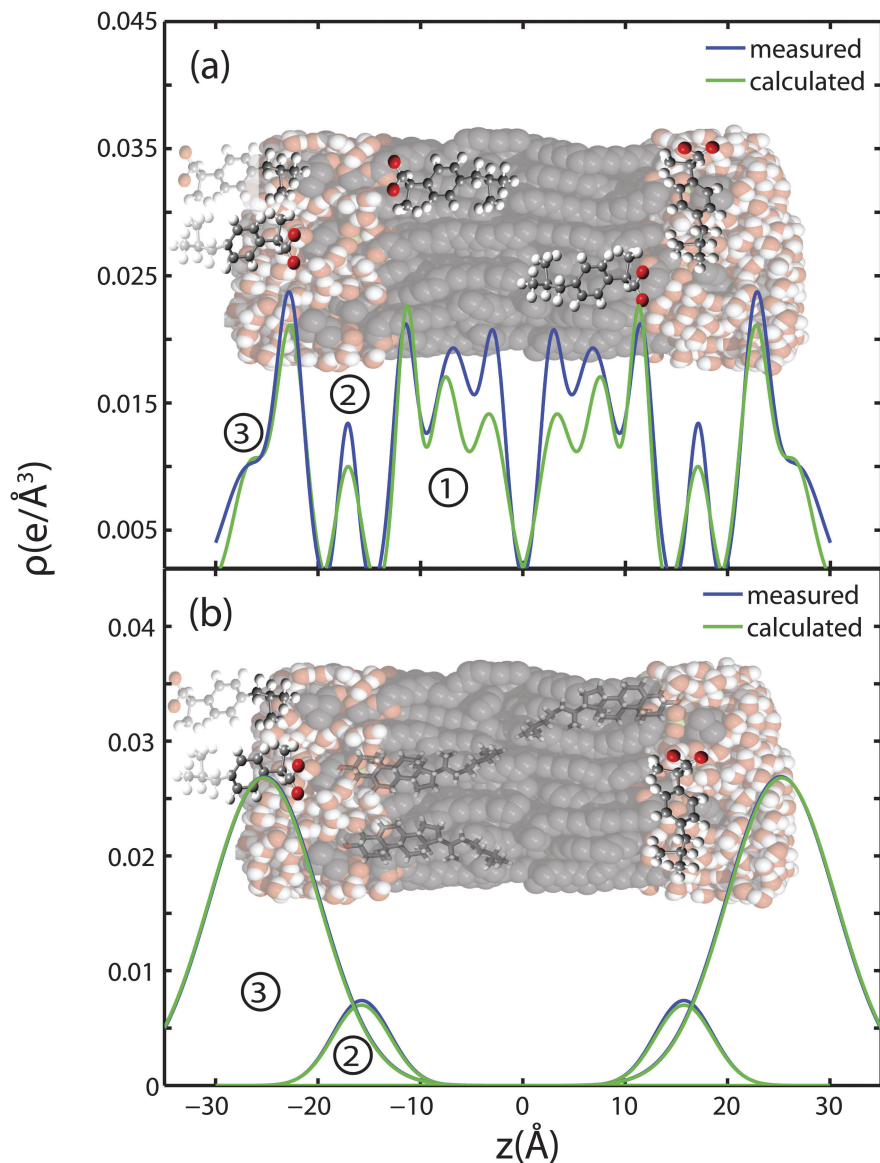 0.045
(a)
measured
calculated
0.035
0.025
0.015
0.005
ρ(e/Å³)
①
②
③
(b)
measured
calculated
0.04
0.03
0.02
0.01
0
③
②
−30 −20 −10 0 10 20 30
z(Å)